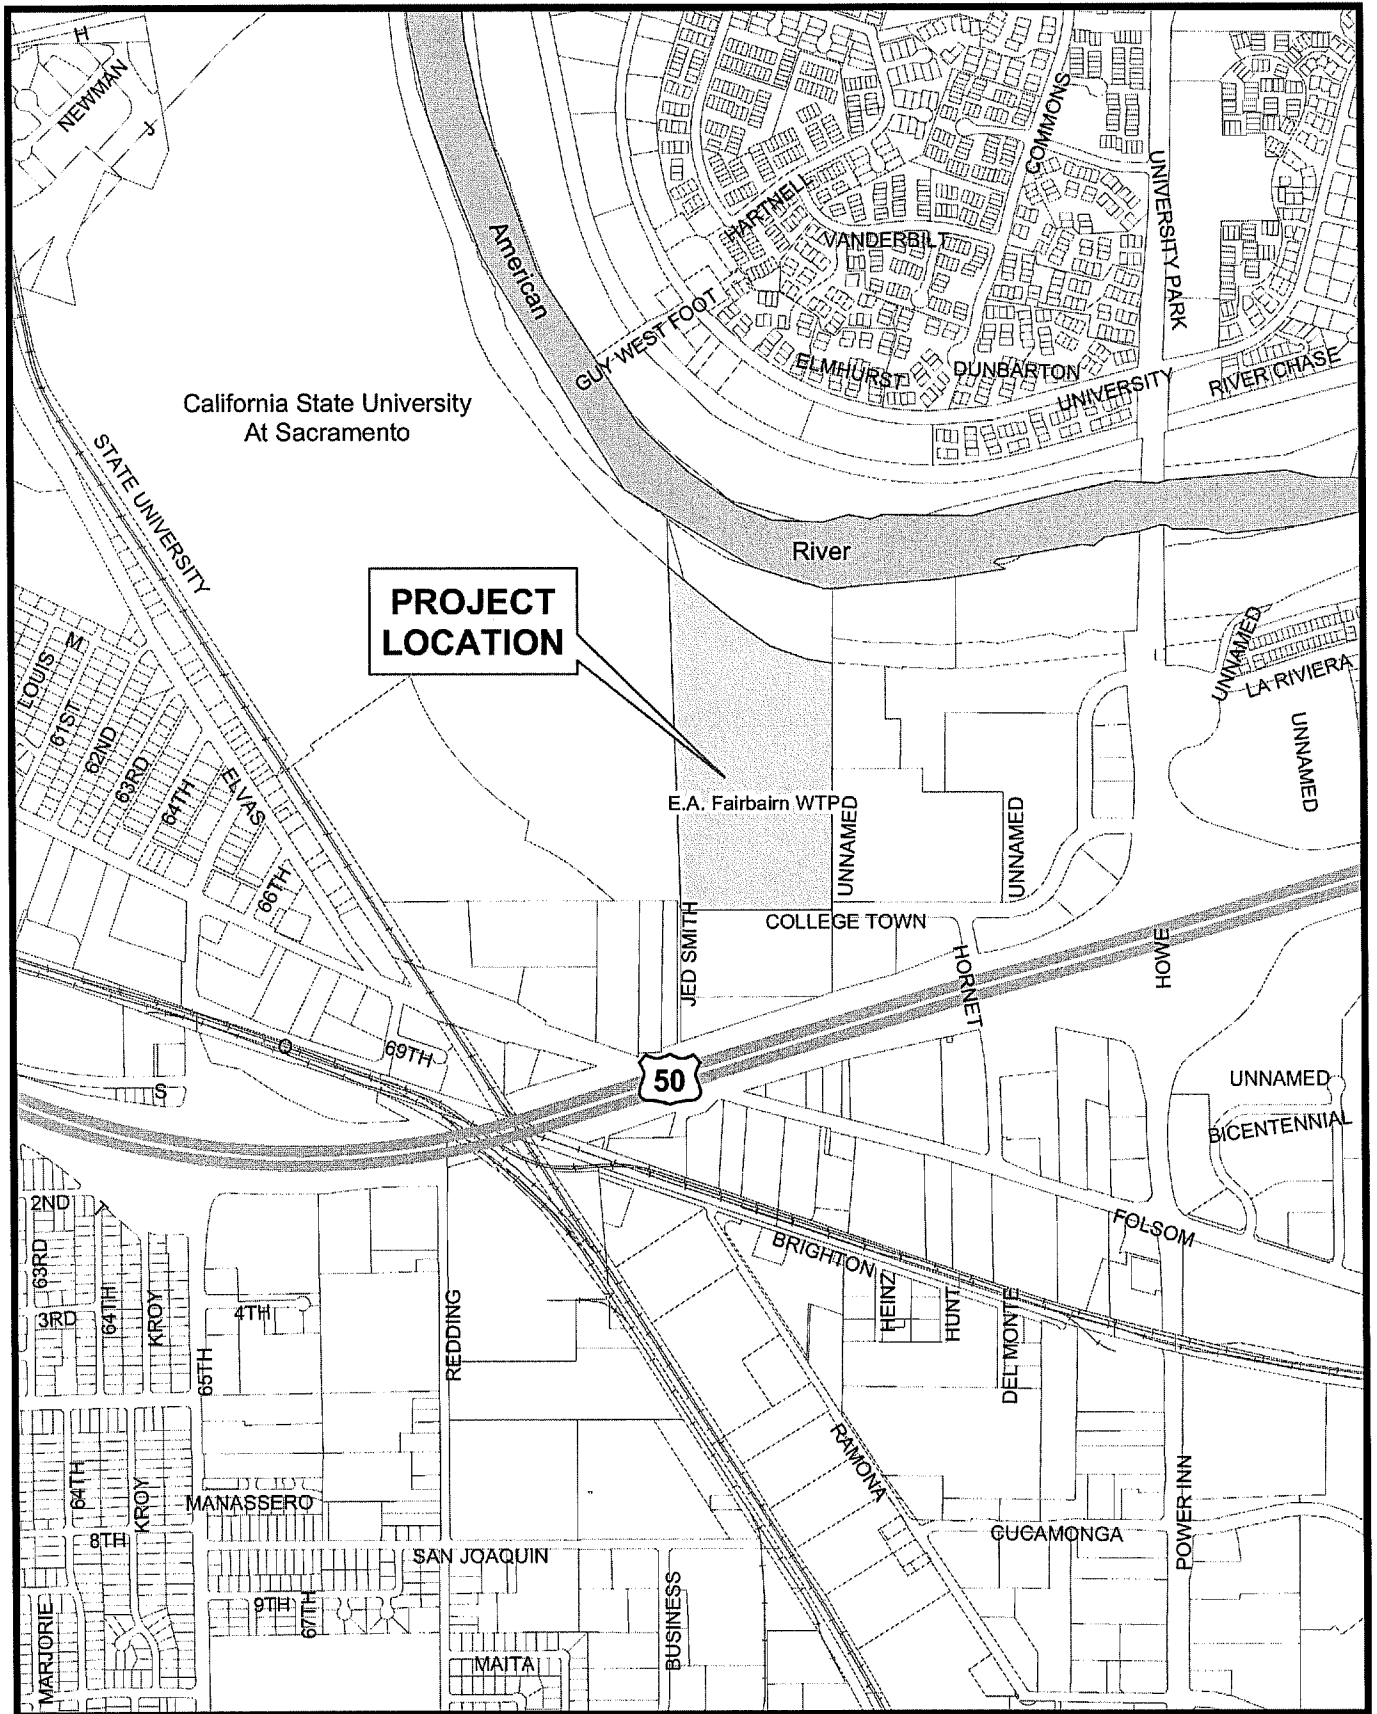 H
NEWMAN
J
American
HARTNELL
COMMONS
UNIVERSITY PARK
VANDERBILT
GUY WEST FOOT
ELMHURST
DUNBARTON
UNIVERSITY
RIVER CHASE
California State University
At Sacramento
STATE UNIVERSITY
River
PROJECT
LOCATION
M
LOUIS
61ST
62ND
63RD
64TH
ELVAS
66TH
UNNAMED
LA RIVIERA
UNNAMED
E.A. Fairbairn WTP
UNNAMED
UNNAMED
COLLEGE TOWN
JED SMITH
HORNET
HOWE
Q
69TH
S
50
UNNAMED
BICENTENNIAL
2ND
T
63RD
3RD
64TH
KROY
4TH
65TH
REDDING
BRIGHTON
FOLSOM
HEINZ
HUNT
DEL MONTE
RAMONA
64TH
KROY
MANASSERO
8TH
SAN JOAQUIN
CUCAMONGA
POWER INN
9TH
67TH
MARJORIE
MAITA
BUSINESS